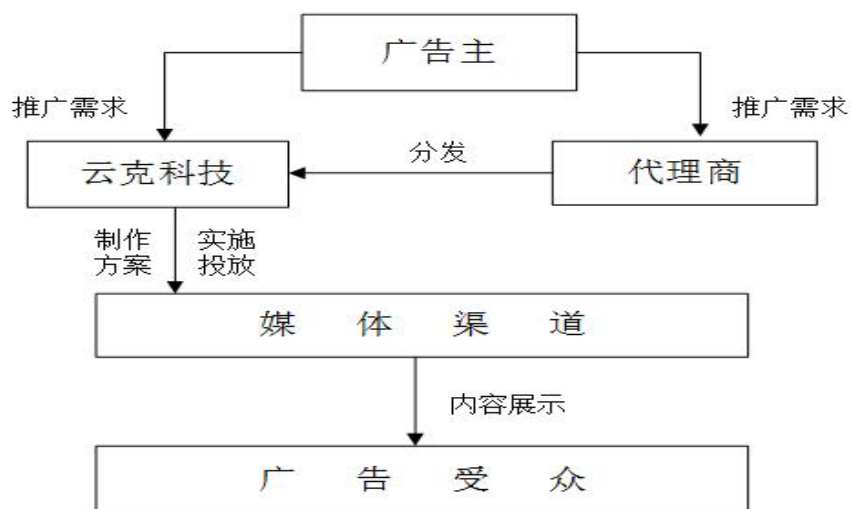 广告主
推广需求
推广需求
云克科技
分发
代理商
制作
方案
实施
投放
媒体渠道
内容展示
广告受众